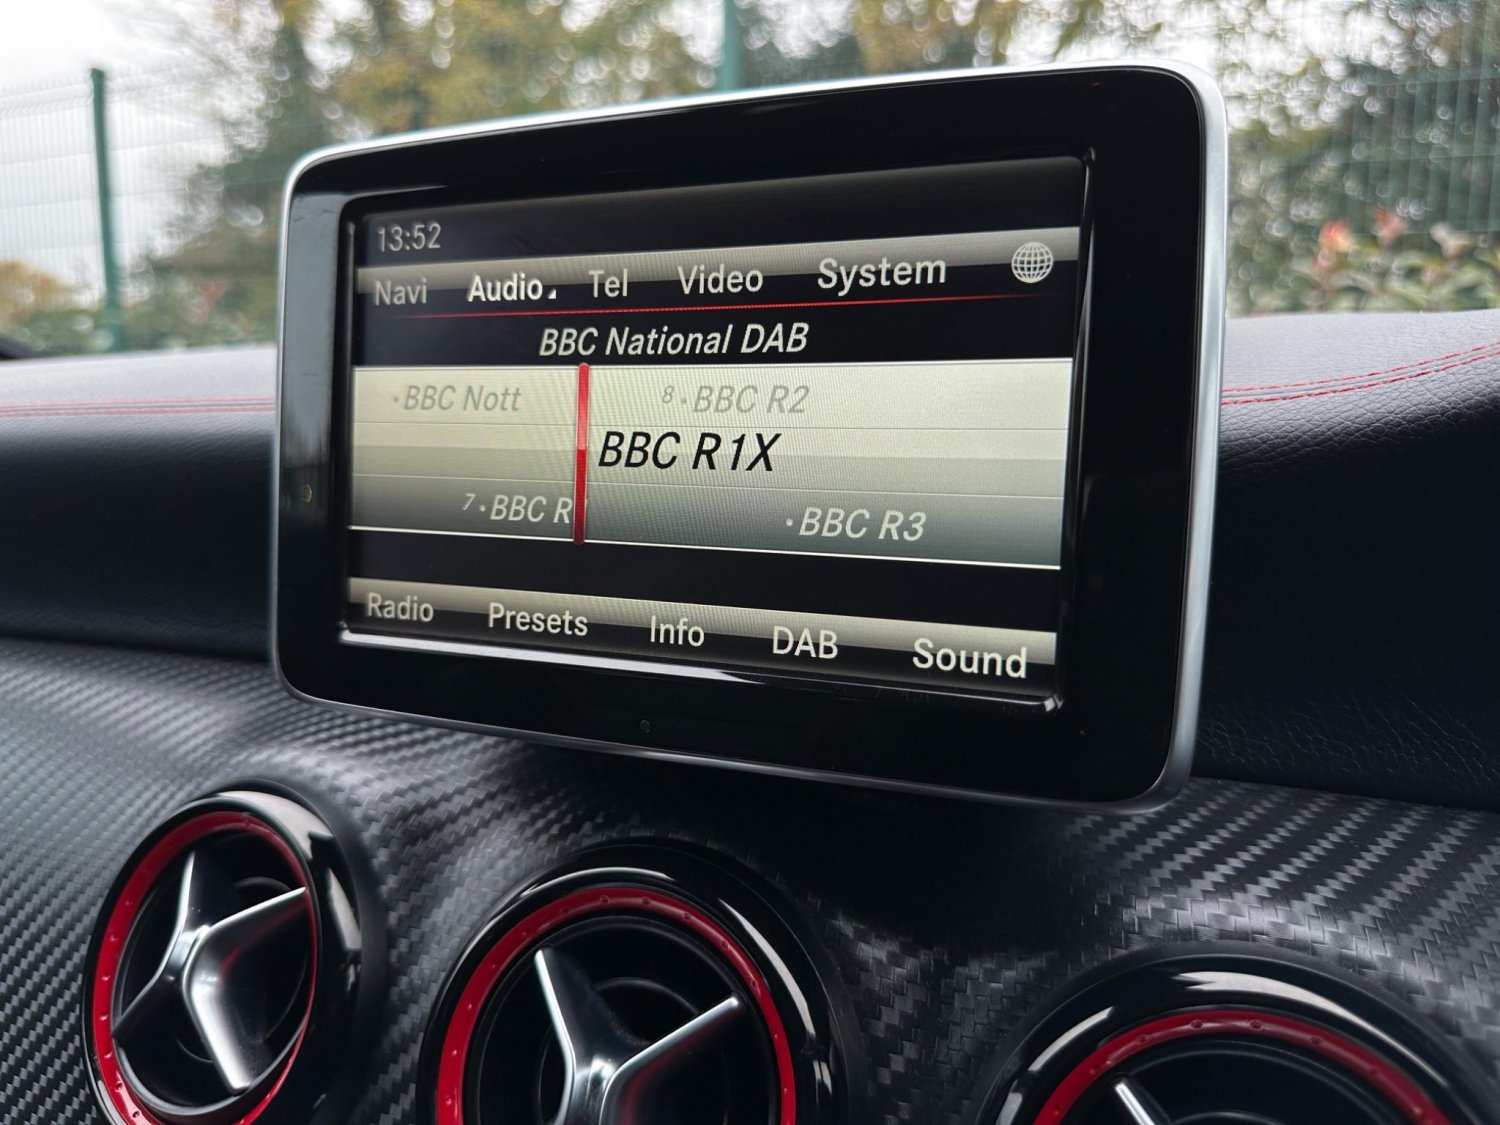 13:52
Navi Audio Tel Video System
BBC National DAB
·BBC Nott 8·BBC R2
BBC R1X
7·BBC R ·BBC R3
Radio Presets Info DAB Sound